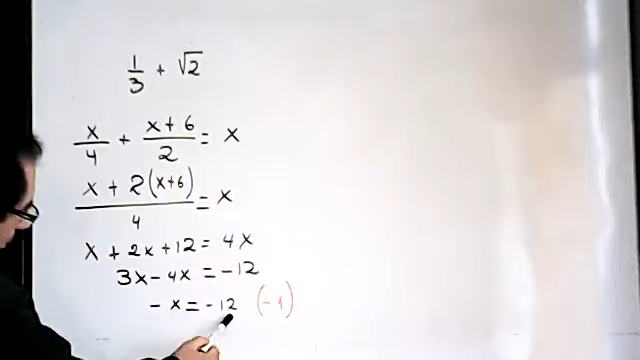 1/3 + √2
x/4 + (x + 6)/2 = x
(x + 2(x+6))/4 = x
x + 2x + 12 = 4x
3x - 4x = -12
- x = - 12 (-1)